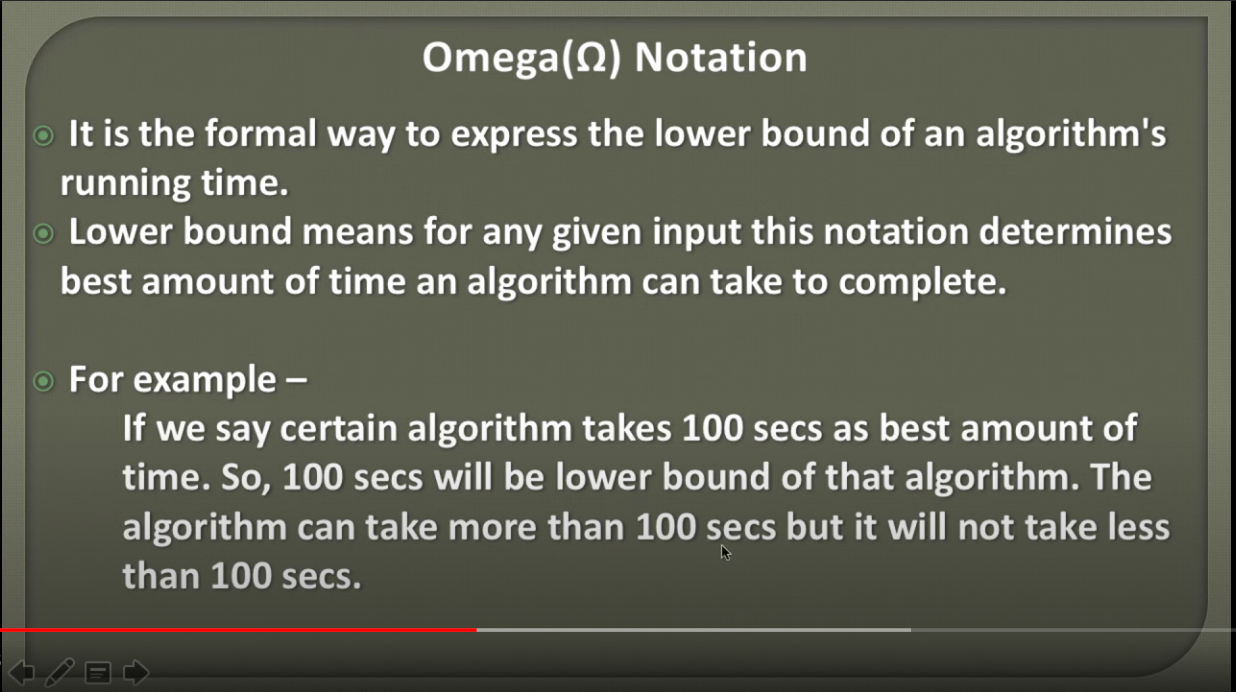 Omega(Ω) Notation
It is the formal way to express the lower bound of an algorithm's
running time.
Lower bound means for any given input this notation determines
best amount of time an algorithm can take to complete.
For example –
If we say certain algorithm takes 100 secs as best amount of
time. So, 100 secs will be lower bound of that algorithm. The
algorithm can take more than 100 secs but it will not take less
than 100 secs.